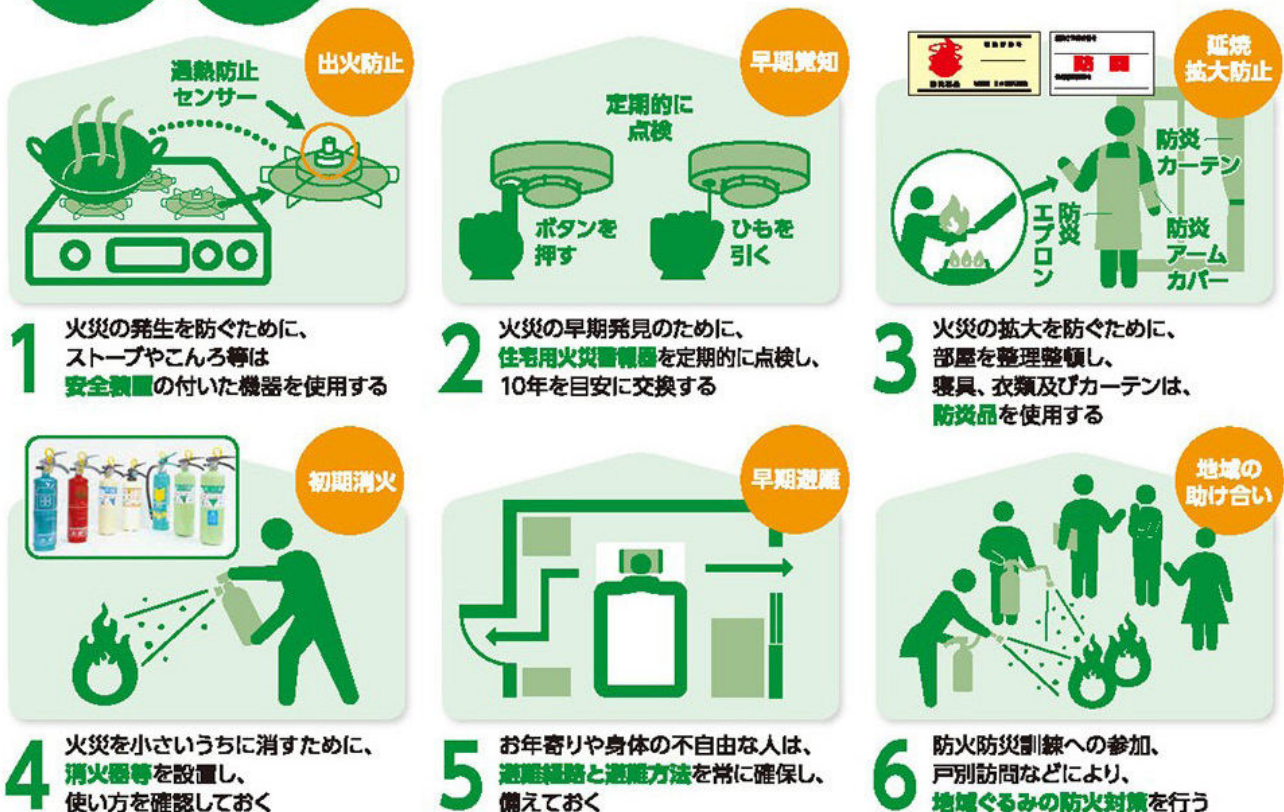 出火防止
過熱防止
センサー
1
火災の発生を防ぐために、
ストーブやこんろ等は
安全装置の付いた機器を使用する
早期覚知
定期的に
点検
ボタンを
押す
ひもを
引く
2
火災の早期発見のために、
住宅用火災警報器を定期的に点検し、
10年を目安に交換する
延焼
拡大防止
防炎
カーテン
防炎
エプロン
防炎
アーム
カバー
3
火災の拡大を防ぐために、
部屋を整理整頓し、
寝具、衣類及びカーテンは、
防炎品を使用する
初期消火
4
火災を小さいうちに消すために、
消火器等を設置し、
使い方を確認しておく
早期避難
5
お年寄りや身体の不自由な人は、
避難経路と避難方法を常に確保し、
備えておく
地域の
助け合い
6
防火防災訓練への参加、
戸別訪問などにより、
地域ぐるみの防火対策を行う